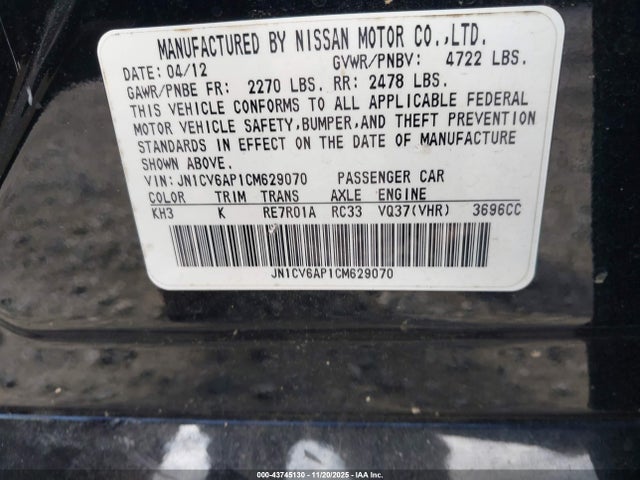 MANUFACTURED BY NISSAN MOTOR CO.,LTD.
DATE: 04/12 GVWR/PNBV: 4722 LBS.
GAWR/PNBE FR: 2270 LBS. RR: 2478 LBS.
THIS VEHICLE CONFORMS TO ALL APPLICABLE FEDERAL
MOTOR VEHICLE SAFETY,BUMPER,AND THEFT PREVENTION
STANDARDS IN EFFECT ON THE DATE OF MANUFACTURE
SHOWN ABOVE.
VIN: JN1CV6AP1CM629070 PASSENGER CAR
COLOR TRIM TRANS AXLE ENGINE
KH3 K RE7R01A RC33 VQ37(VHR) 3696CC
JN1CV6AP1CM629070
000-43745130 - 11/20/2025 - IAA Inc.